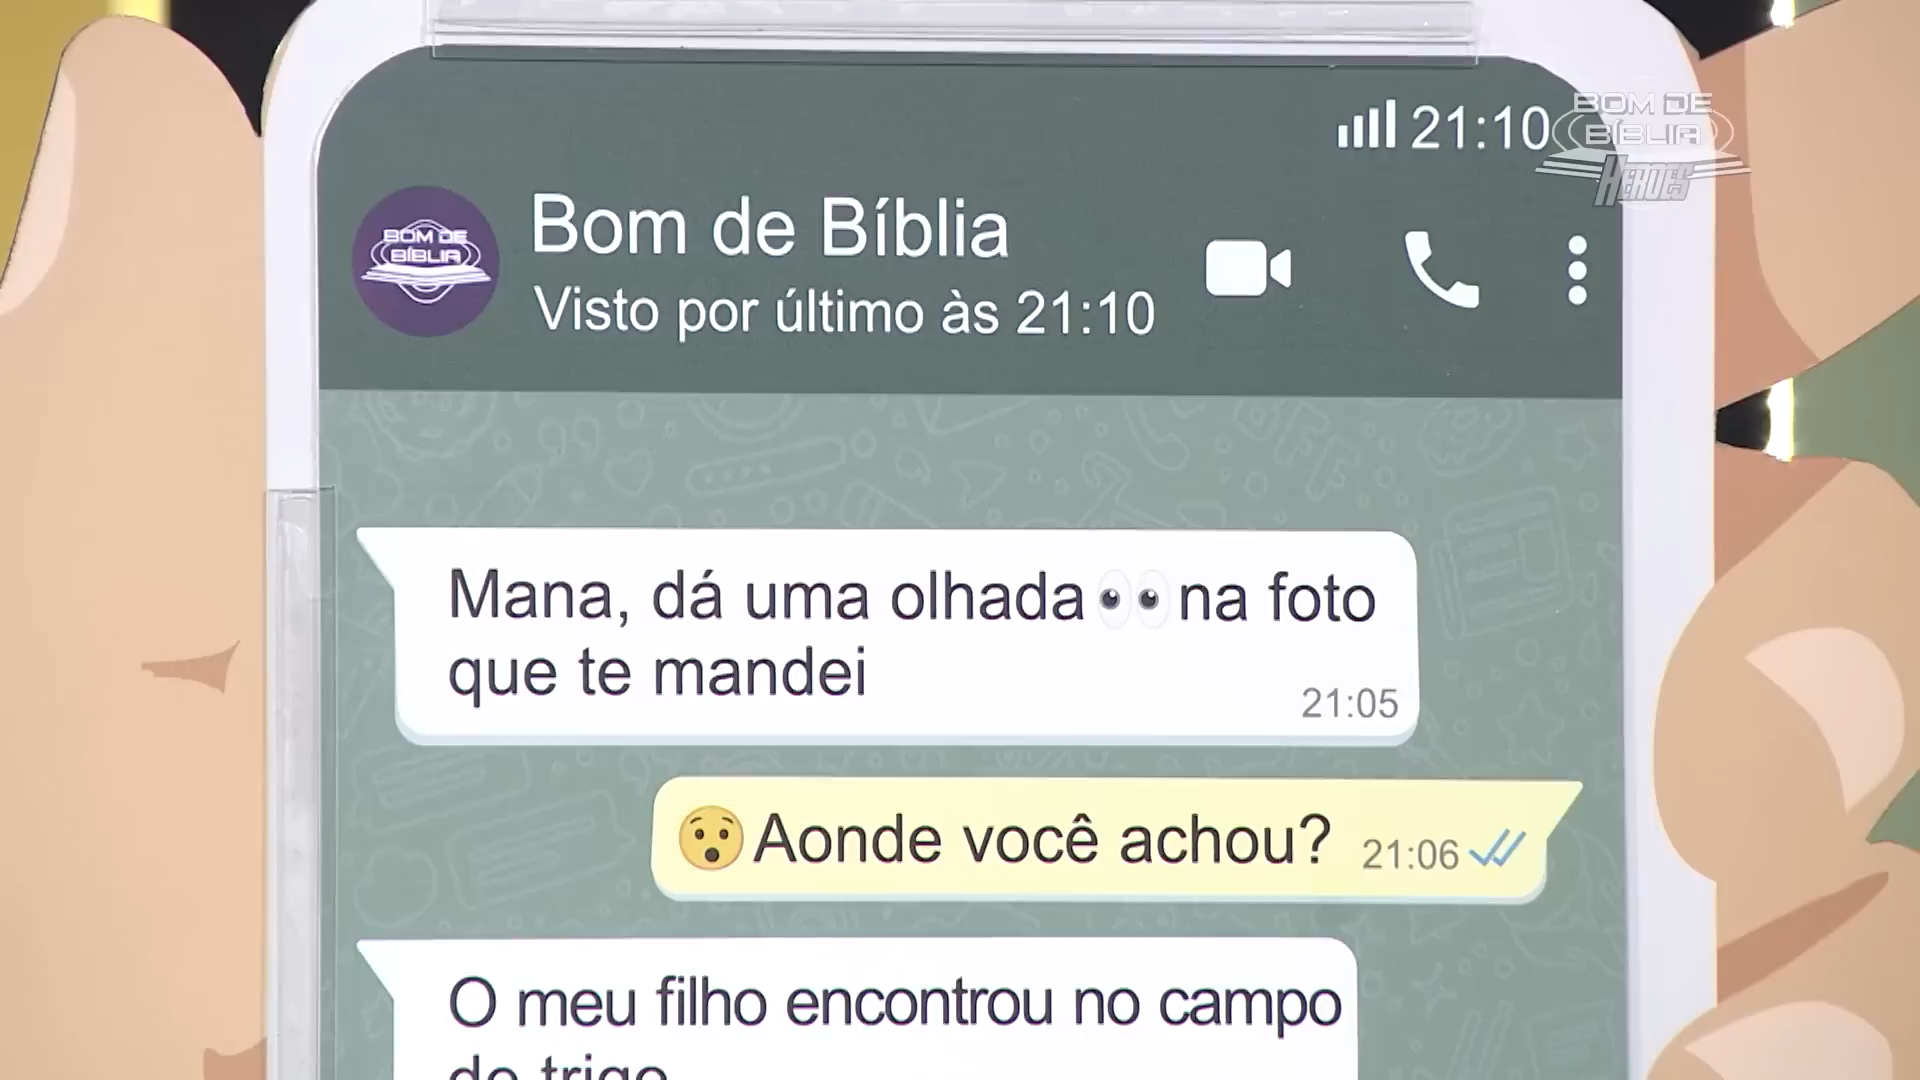 21:10
BOM DE
BÍBLIA
HEROES
BOM DE
BÍBLIA
Bom de Bíblia
Visto por último às 21:10
Mana, dá uma olhada👀na foto
que te mandei
21:05
😯Aonde você achou? 21:06
O meu filho encontrou no campo
de trigo